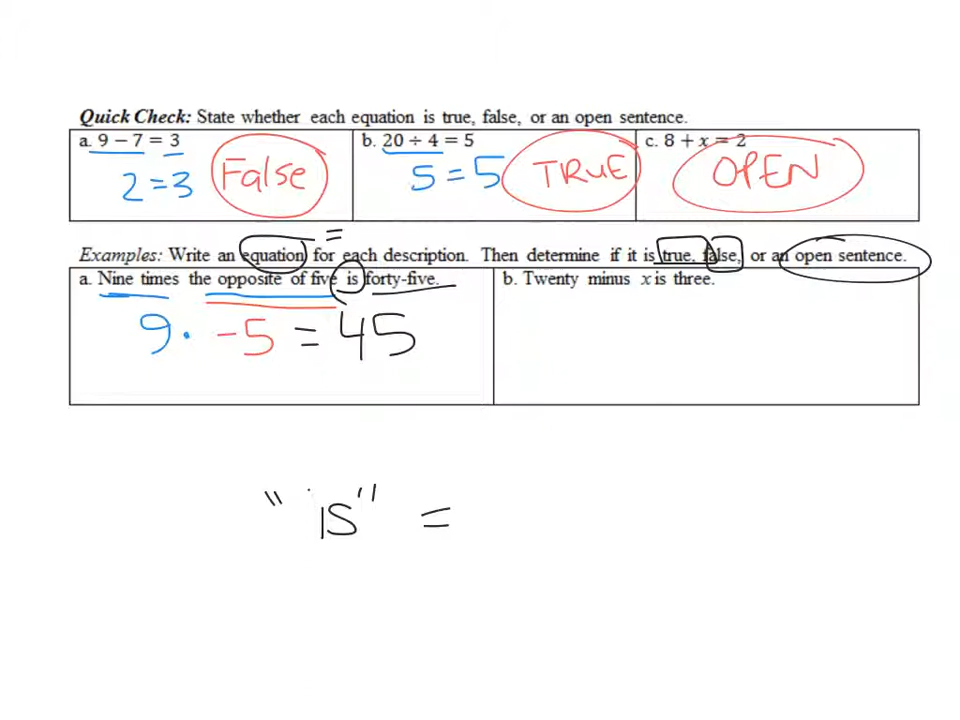 Quick Check: State whether each equation is true, false, or an open sentence.
a. 9 − 7 = 3
b. 20 ÷ 4 = 5
c. 8 + x = 2
2 = 3 False
5 = 5 TRUE
OPEN
=
Examples: Write an equation for each description. Then determine if it is true, false, or an open sentence.
a. Nine times the opposite of five is forty-five.
b. Twenty minus x is three.
9 · -5 = 45
"is" =